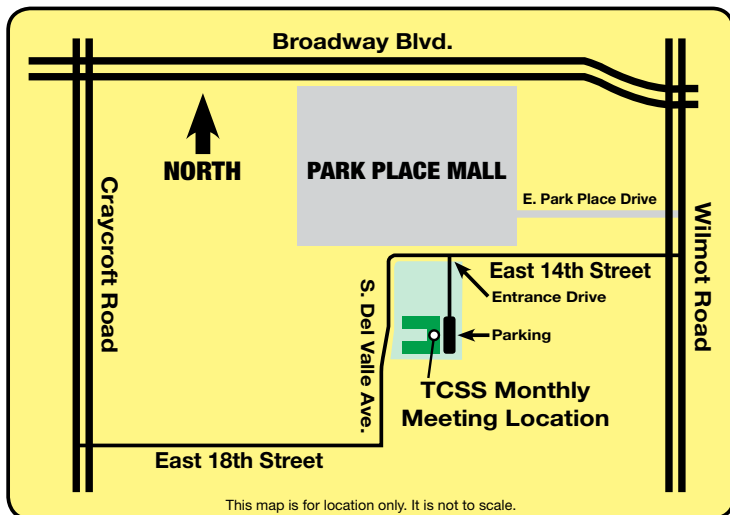 Broadway Blvd.
NORTH
PARK PLACE MALL
E. Park Place Drive
Craycroft Road
Wilmot Road
East 14th Street
Entrance Drive
S. Del Valle Ave.
Parking
TCSS Monthly
Meeting Location
East 18th Street
This map is for location only. It is not to scale.